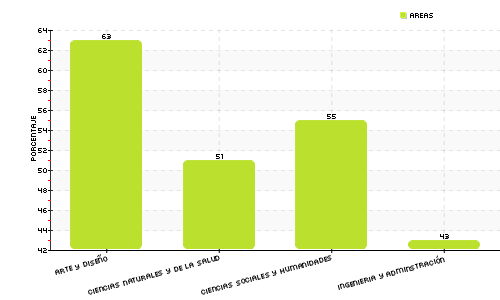 AREAS
64
62
60
58
56
54
52
50
48
46
44
42
PORCENTAJE
63
51
55
43
ARTE Y DISEÑO
CIENCIAS NATURALES Y DE LA SALUD
CIENCIAS SOCIALES Y HUMANIDADES
INGENIERIA Y ADMINSTRACIÓN